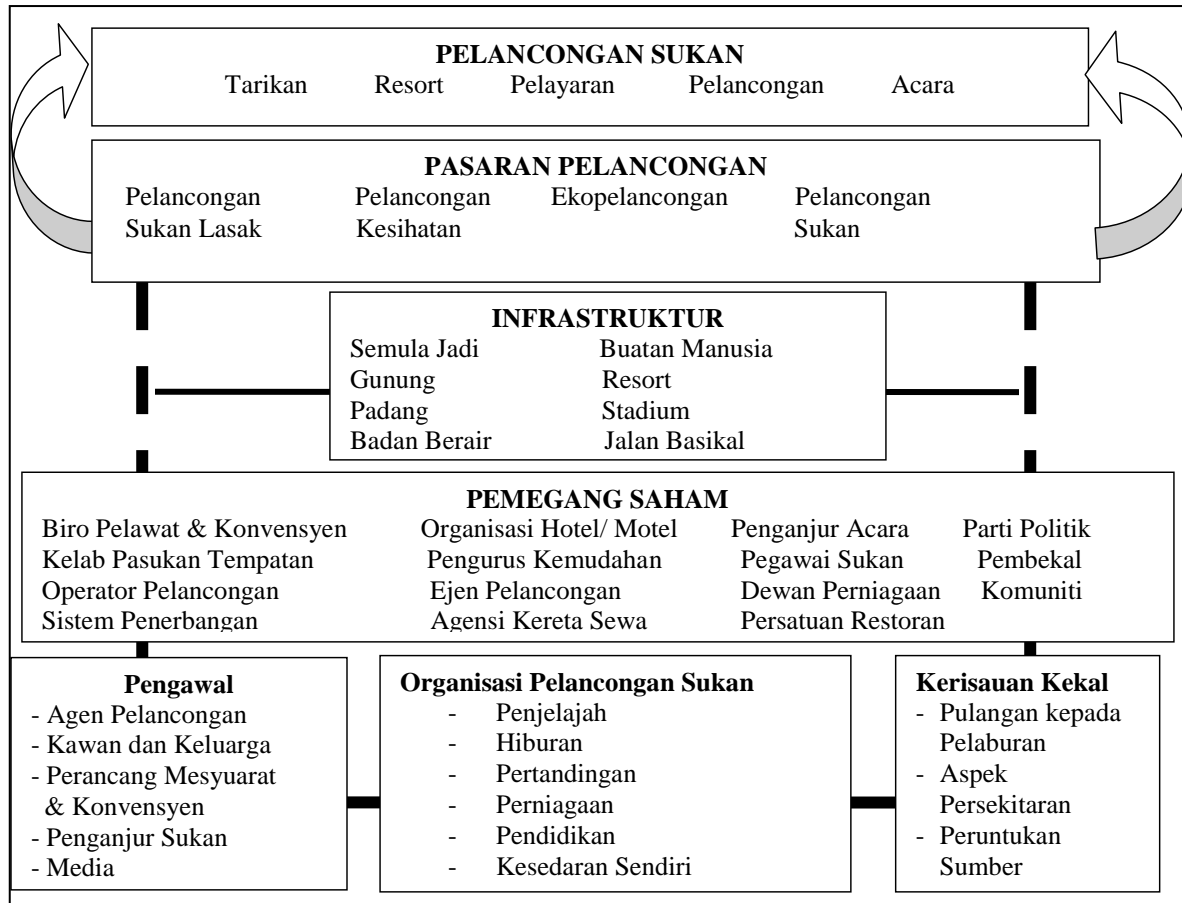 PELANCONGAN SUKAN
Tarikan Resort Pelayaran Pelancongan Acara
PASARAN PELANCONGAN
Pelancongan Pelancongan Ekopelancongan Pelancongan
Sukan Lasak Kesihatan Sukan
INFRASTRUKTUR
Semula Jadi Buatan Manusia
Gunung Resort
Padang Stadium
Badan Berair Jalan Basikal
PEMEGANG SAHAM
Biro Pelawat & Konvensyen Organisasi Hotel/ Motel Penganjur Acara Parti Politik
Kelab Pasukan Tempatan Pengurus Kemudahan Pegawai Sukan Pembekal
Operator Pelancongan Ejen Pelancongan Dewan Perniagaan Komuniti
Sistem Penerbangan Agensi Kereta Sewa Persatuan Restoran
Pengawal
- Agen Pelancongan
- Kawan dan Keluarga
- Perancang Mesyuarat
& Konvensyen
- Penganjur Sukan
- Media
Organisasi Pelancongan Sukan
- Penjelajah
- Hiburan
- Pertandingan
- Perniagaan
- Pendidikan
- Kesedaran Sendiri
Kerisauan Kekal
- Pulangan kepada
Pelaburan
- Aspek
Persekitaran
- Peruntukan
Sumber